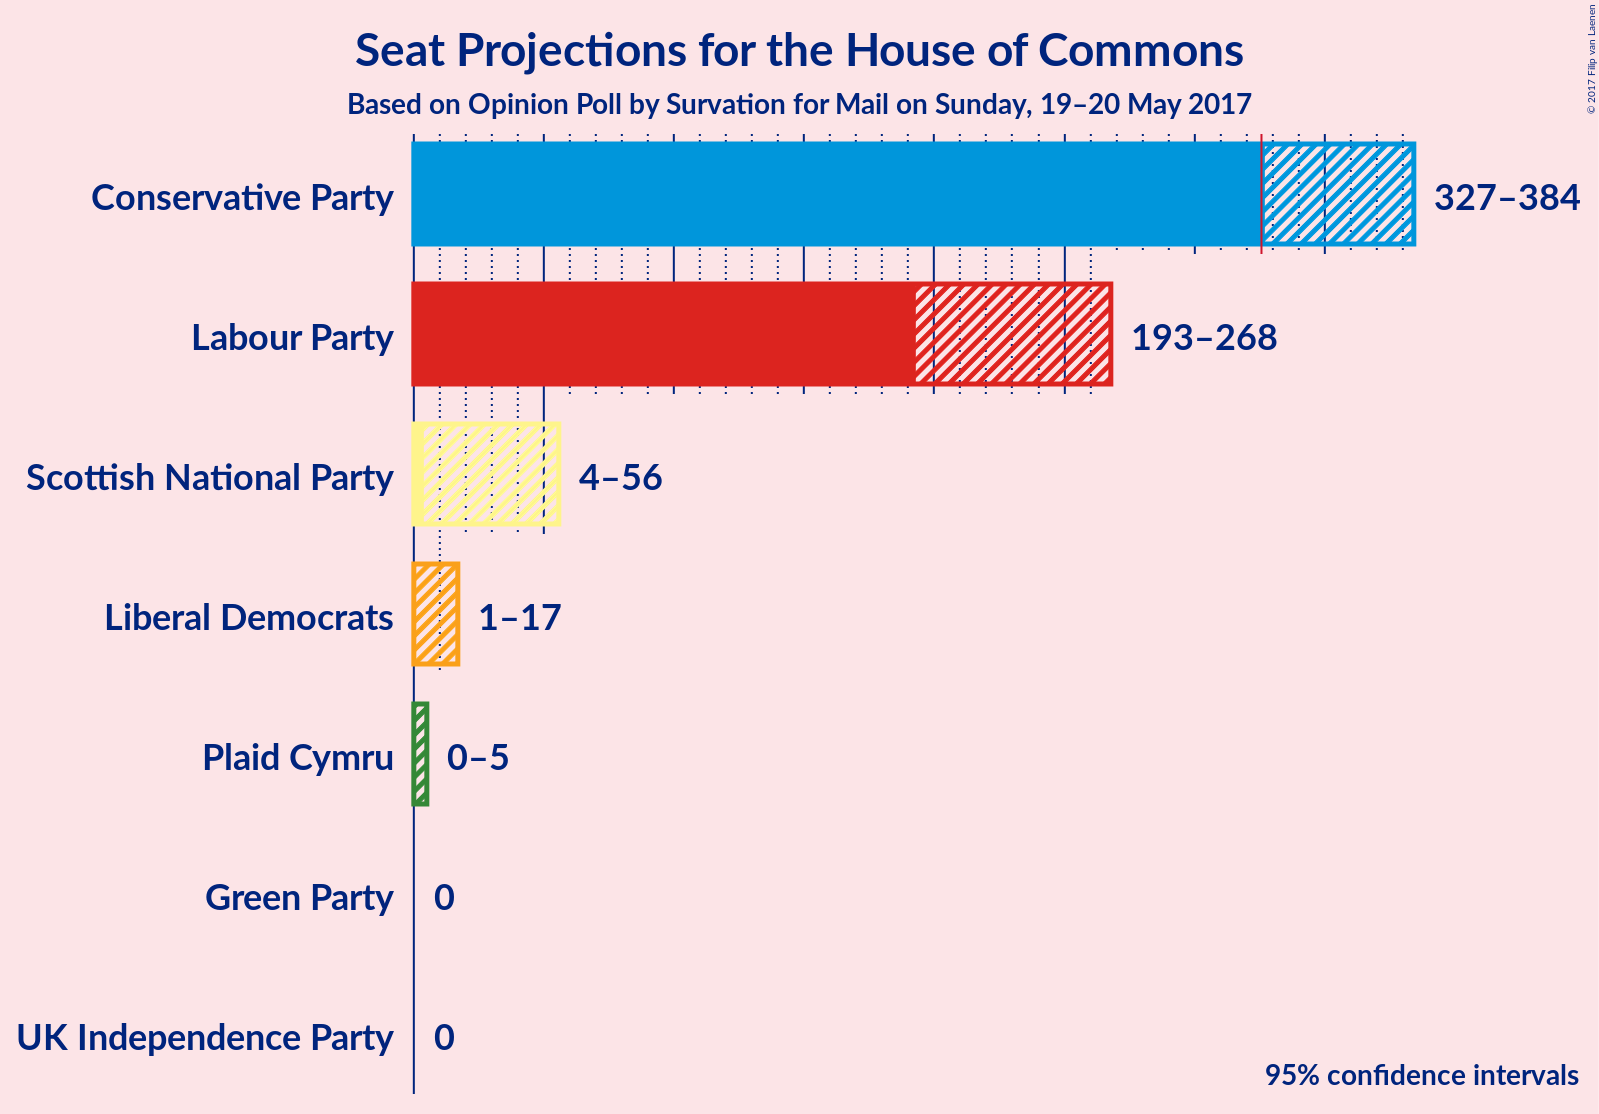 Seat Projections for the House of Commons
Based on Opinion Poll by Survation for Mail on Sunday, 19–20 May 2017
© 2017 Filip van Laenen
Conservative Party 327–384
Labour Party 193–268
Scottish National Party 4–56
Liberal Democrats 1–17
Plaid Cymru 0–5
Green Party 0
UK Independence Party 0
95% confidence intervals